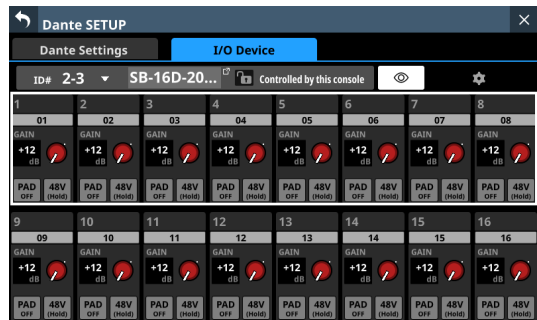 Dante SETUP
Dante Settings I/O Device
ID# 2-3 SB-16D-20... Controlled by this console
1 2 3 4 5 6 7 8
01 02 03 04 05 06 07 08
GAIN GAIN GAIN GAIN GAIN GAIN GAIN GAIN
+12 +12 +12 +12 +12 +12 +12 +12
dB dB dB dB dB dB dB dB
PAD 48V PAD 48V PAD 48V PAD 48V PAD 48V PAD 48V PAD 48V PAD 48V
OFF (Hold) OFF (Hold) OFF (Hold) OFF (Hold) OFF (Hold) OFF (Hold) OFF (Hold) OFF (Hold)
9 10 11 12 13 14 15 16
09 10 11 12 13 14 15 16
GAIN GAIN GAIN GAIN GAIN GAIN GAIN GAIN
+12 +12 +12 +12 +12 +12 +12 +12
dB dB dB dB dB dB dB dB
PAD 48V PAD 48V PAD 48V PAD 48V PAD 48V PAD 48V PAD 48V PAD 48V
OFF (Hold) OFF (Hold) OFF (Hold) OFF (Hold) OFF (Hold) OFF (Hold) OFF (Hold) OFF (Hold)